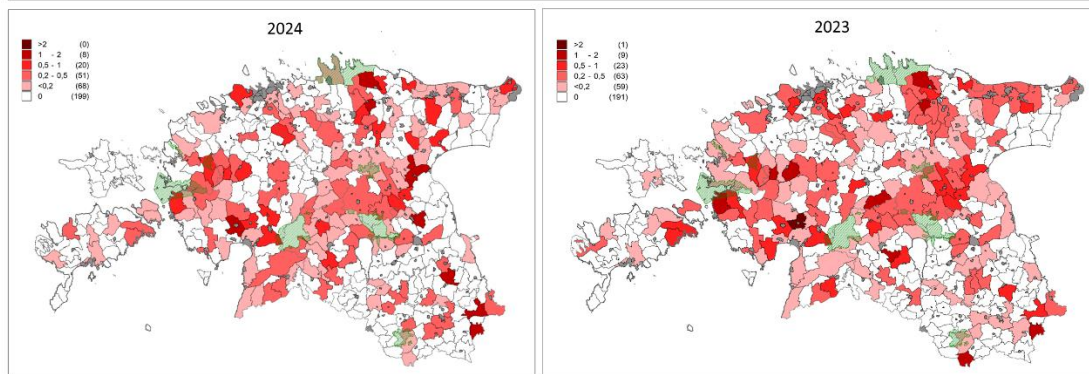 2024
>2 (0)
1 - 2 (8)
0,5 - 1 (20)
0,2 - 0,5 (51)
<0,2 (68)
0 (199)
2023
>2 (1)
1 - 2 (9)
0,5 - 1 (23)
0,2 - 0,5 (63)
<0,2 (59)
0 (191)